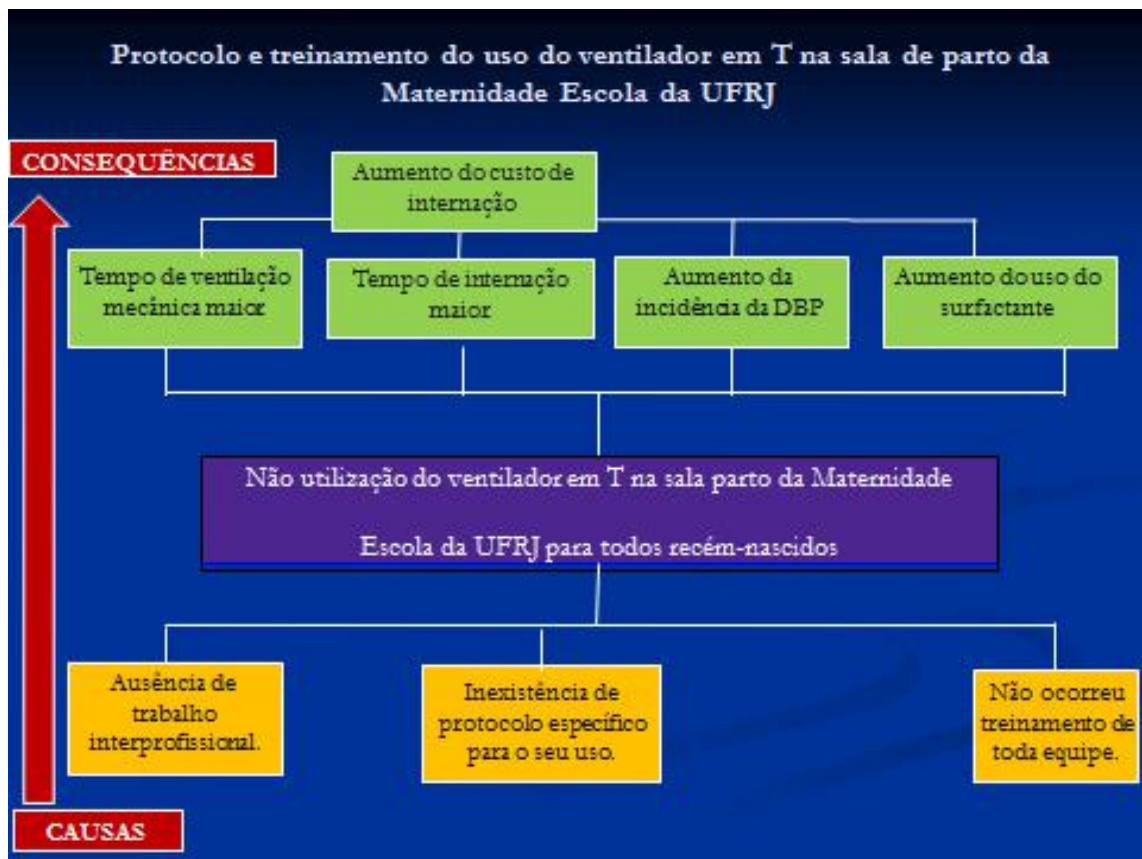 Protocolo e treinamento do uso do ventilador em T na sala de parto da
Maternidade Escola da UFRJ
CONSEQUÊNCIAS
Aumento do custo de
internação
Tempo de ventilação
mecânica maior
Tempo de internação
maior
Aumento da
incidência da DBP
Aumento do uso do
surfactante
Não utilização do ventilador em T na sala parto da Maternidade
Escola da UFRJ para todos recém-nascidos
Ausência de
trabalho
interprofissional.
Inexistência de
protocolo específico
para o seu uso.
Não ocorreu
treinamento de
toda equipe.
CAUSAS